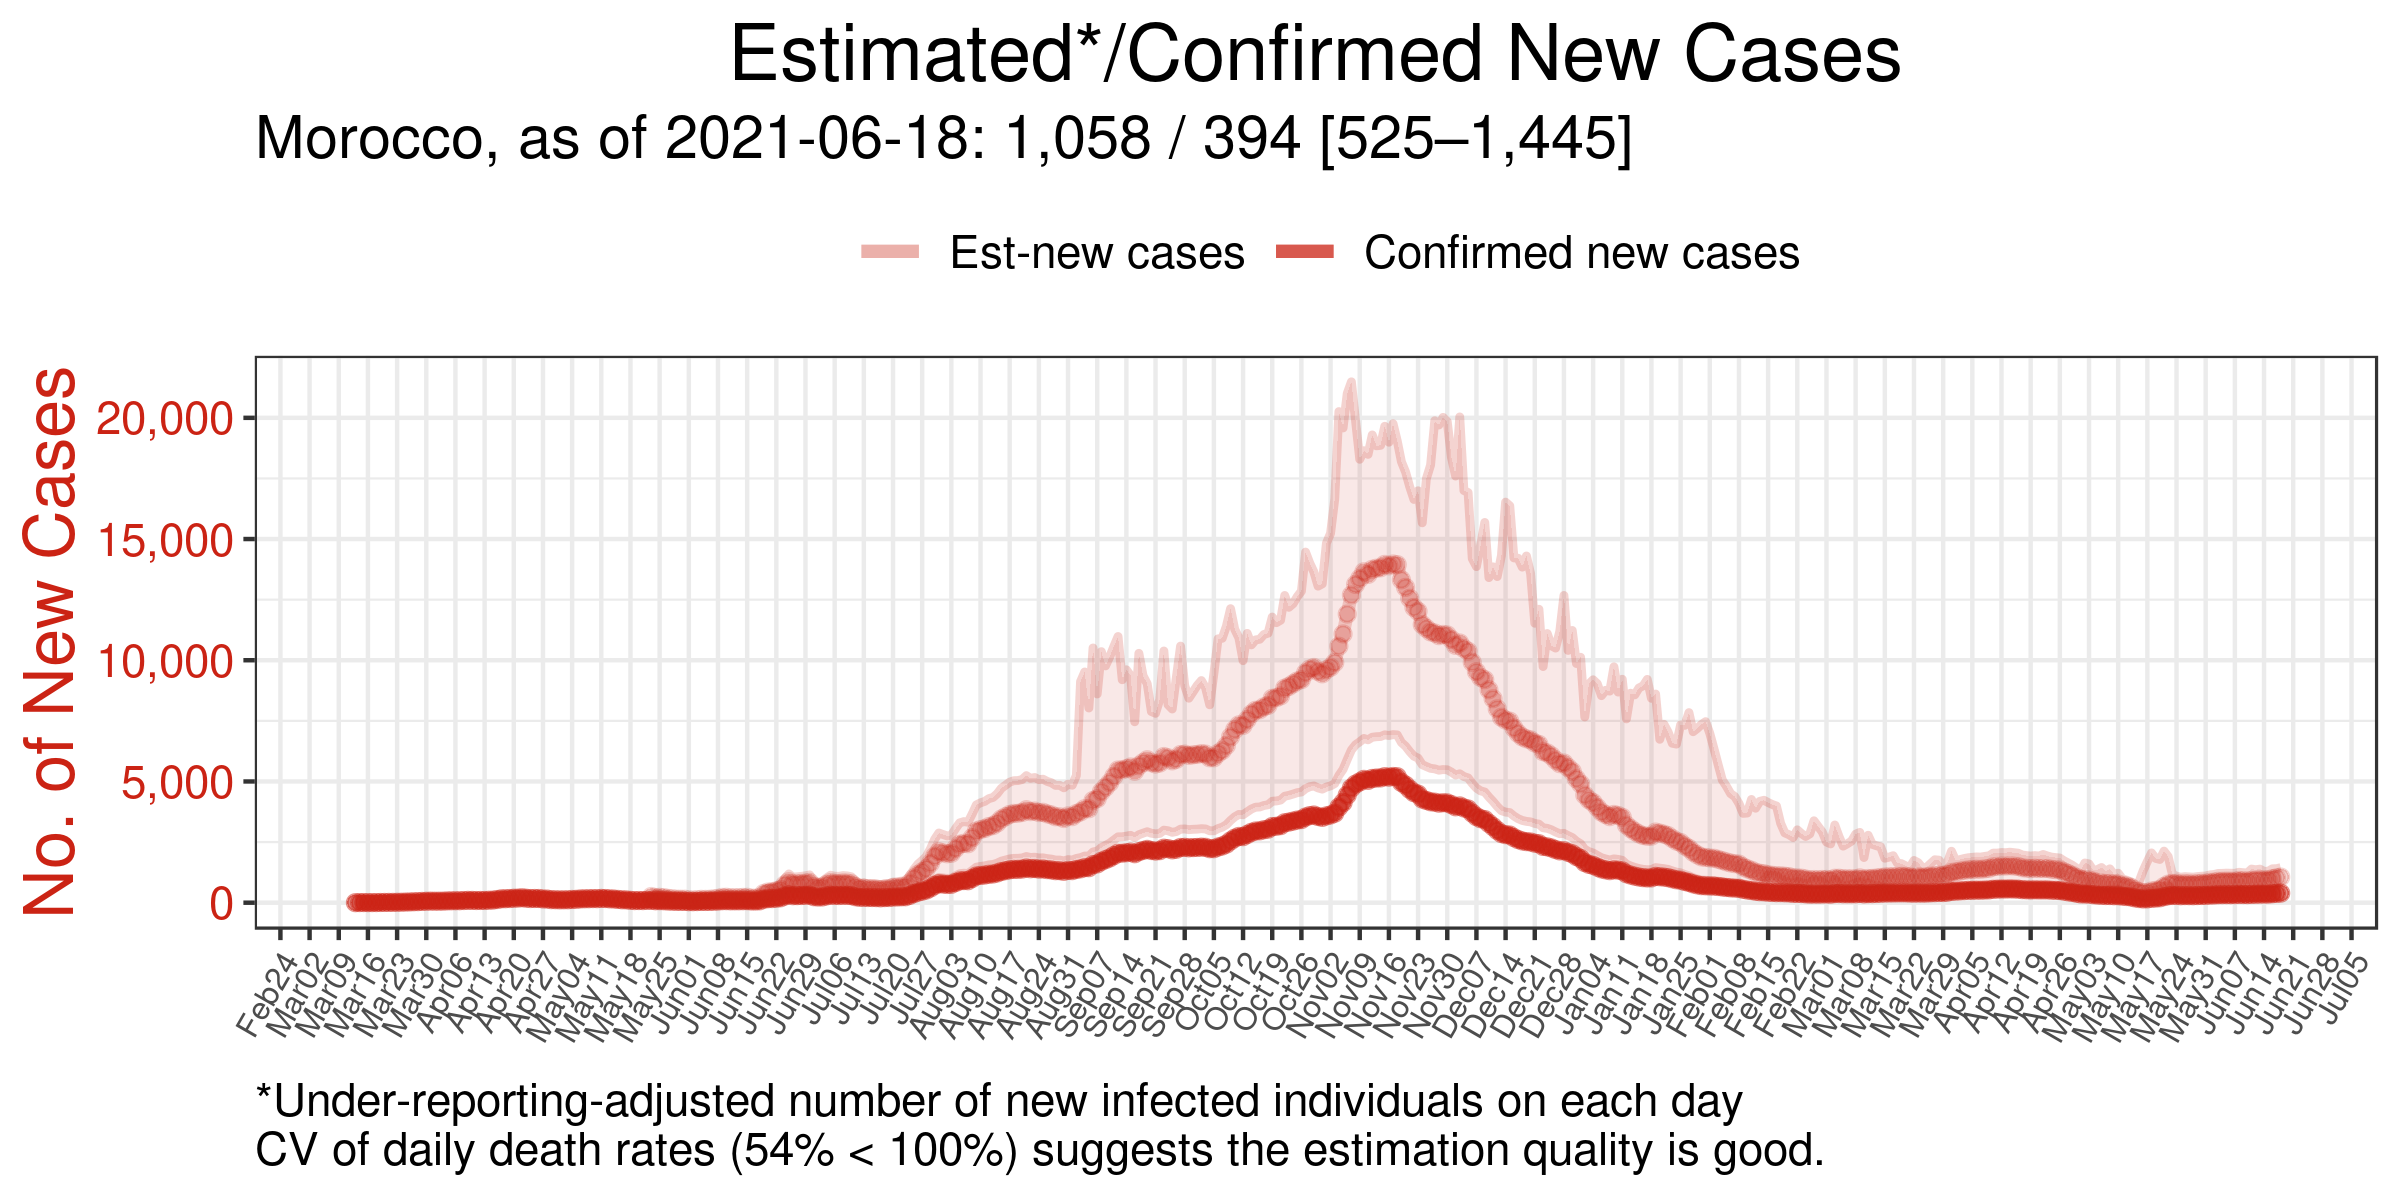 Estimated*/Confirmed New Cases
Morocco, as of 2021-06-18: 1,058 / 394 [525–1,445]
Est-new cases Confirmed new cases
No. of New Cases
20,000
15,000
10,000
5,000
0
Feb24 Mar02 Mar09 Mar16 Mar23 Mar30 Apr06 Apr13 Apr20 Apr27 May04 May11 May18 May25 Jun01 Jun08 Jun15 Jun22 Jun29 Jul06 Jul13 Jul20 Jul27 Aug03 Aug10 Aug17 Aug24 Aug31 Sep07 Sep14 Sep21 Sep28 Oct05 Oct12 Oct19 Oct26 Nov02 Nov09 Nov16 Nov23 Nov30 Dec07 Dec14 Dec21 Dec28 Jan04 Jan11 Jan18 Jan25 Feb01 Feb08 Feb15 Feb22 Mar01 Mar08 Mar15 Mar22 Mar29 Apr05 Apr12 Apr19 Apr26 May03 May10 May17 May24 May31 Jun07 Jun14 Jun21 Jun28 Jul05
*Under-reporting-adjusted number of new infected individuals on each day
CV of daily death rates (54% < 100%) suggests the estimation quality is good.